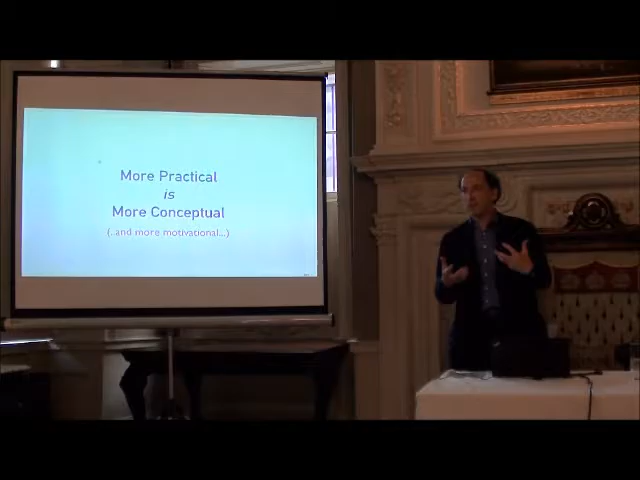 More Practical
is
More Conceptual
(..and more motivational...)